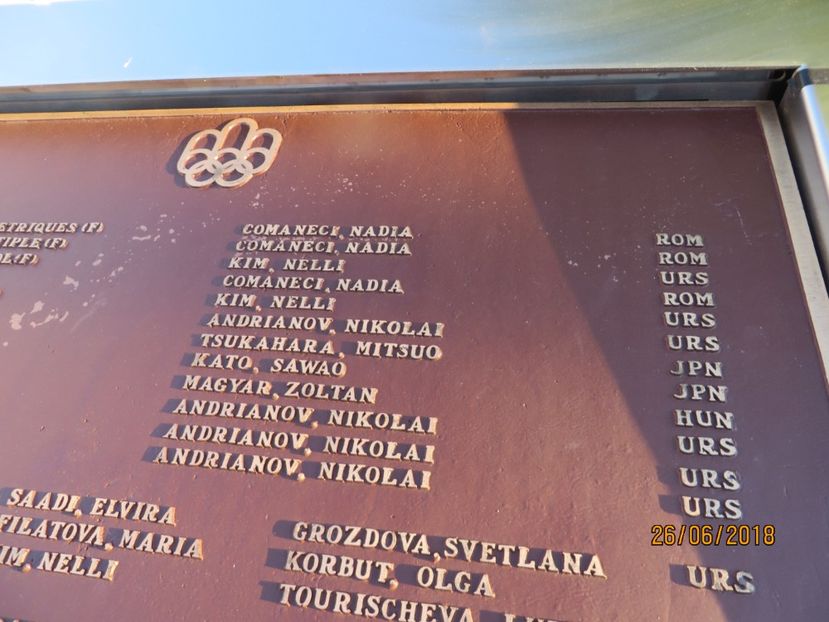 ETRIQUES (F) COMANECI, NADIA ROM
TIPLE (F) COMANECI, NADIA ROM
OL (F) KIM, NELLI URS
COMANECI, NADIA ROM
KIM, NELLI URS
ANDRIANOV, NIKOLAI URS
TSUKAHARA, MITSUO JPN
KATO, SAWAO JPN
MAGYAR, ZOLTAN HUN
ANDRIANOV, NIKOLAI URS
ANDRIANOV, NIKOLAI URS
ANDRIANOV, NIKOLAI URS
SAADI, ELVIRA GROZDOVA, SVETLANA URS
FILATOVA, MARIA KORBUT, OLGA
IM, NELLI TOURISCHEVA,
26/06/2018